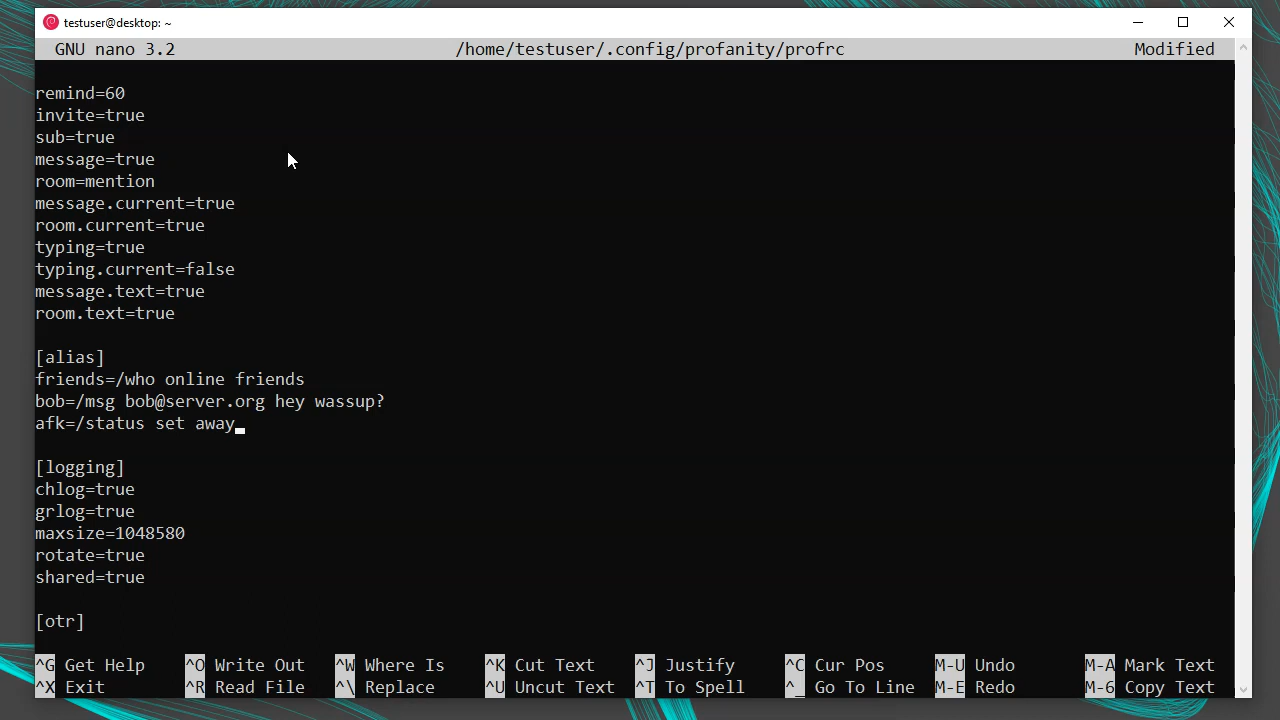 testuser@desktop: ~
GNU nano 3.2 /home/testuser/.config/profanity/profrc Modified
remind=60
invite=true
sub=true
message=true
room=mention
message.current=true
room.current=true
typing=true
typing.current=false
message.text=true
room.text=true
[alias]
friends=/who online friends
bob=/msg bob@server.org hey wassup?
afk=/status set away
[logging]
chlog=true
grlog=true
maxsize=1048580
rotate=true
shared=true
[otr]
^G Get Help ^O Write Out ^W Where Is ^K Cut Text ^J Justify ^C Cur Pos M-U Undo M-A Mark Text
^X Exit ^R Read File ^\ Replace ^U Uncut Text ^T To Spell ^_ Go To Line M-E Redo M-6 Copy Text